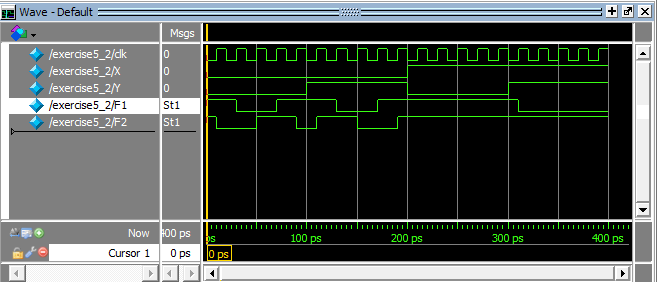 Wave - Default
Msgs
/exercise5_2/clk 0
/exercise5_2/X 0
/exercise5_2/Y 0
/exercise5_2/F1 St1
/exercise5_2/F2 St1
Now 400 ps ps 100 ps 200 ps 300 ps 400 ps
Cursor 1 0 ps 0 ps